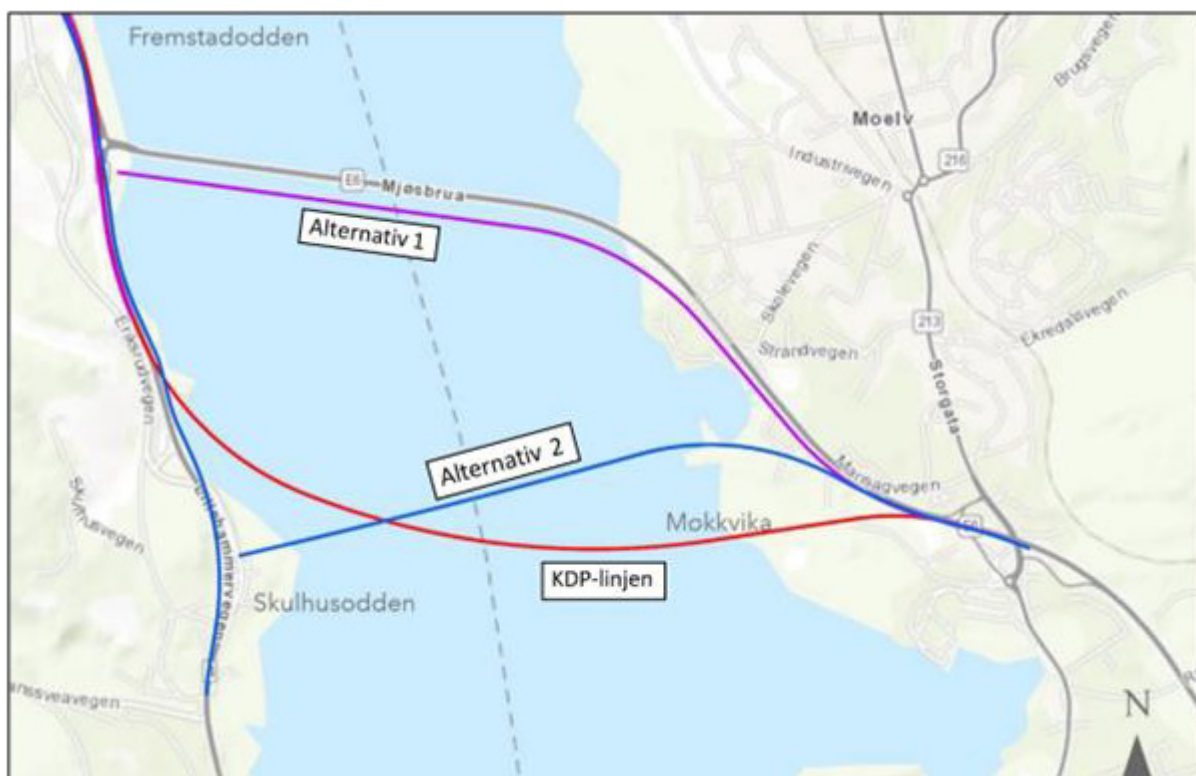 Fremstadodden
Moelv
Brugsvegen
216
Industrivegen
E6
Mjøsbrua
Alternativ 1
Skolevegen
213
Ekredalsvegen
Strandvegen
Storgata
Alternativ 2
Mokkvika
E6
KDP-linjen
Skulhusodden
N